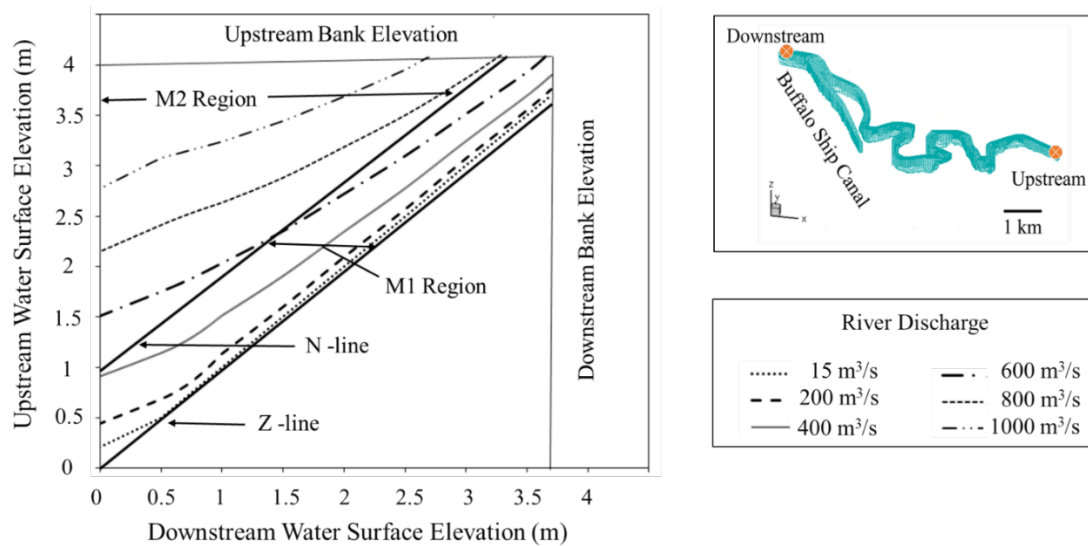 Upstream Water Surface Elevation (m)
Upstream Bank Elevation
4
M2 Region
3.5
3
2.5
2
M1 Region
1.5
N -line
1
0.5
Z -line
0
0 0.5 1 1.5 2 2.5 3 3.5 4
Downstream Water Surface Elevation (m)
Downstream Bank Elevation
Downstream
Buffalo Ship Canal
Upstream
z
y
x
1 km
River Discharge
15 m³/s
200 m³/s
400 m³/s
600 m³/s
800 m³/s
1000 m³/s